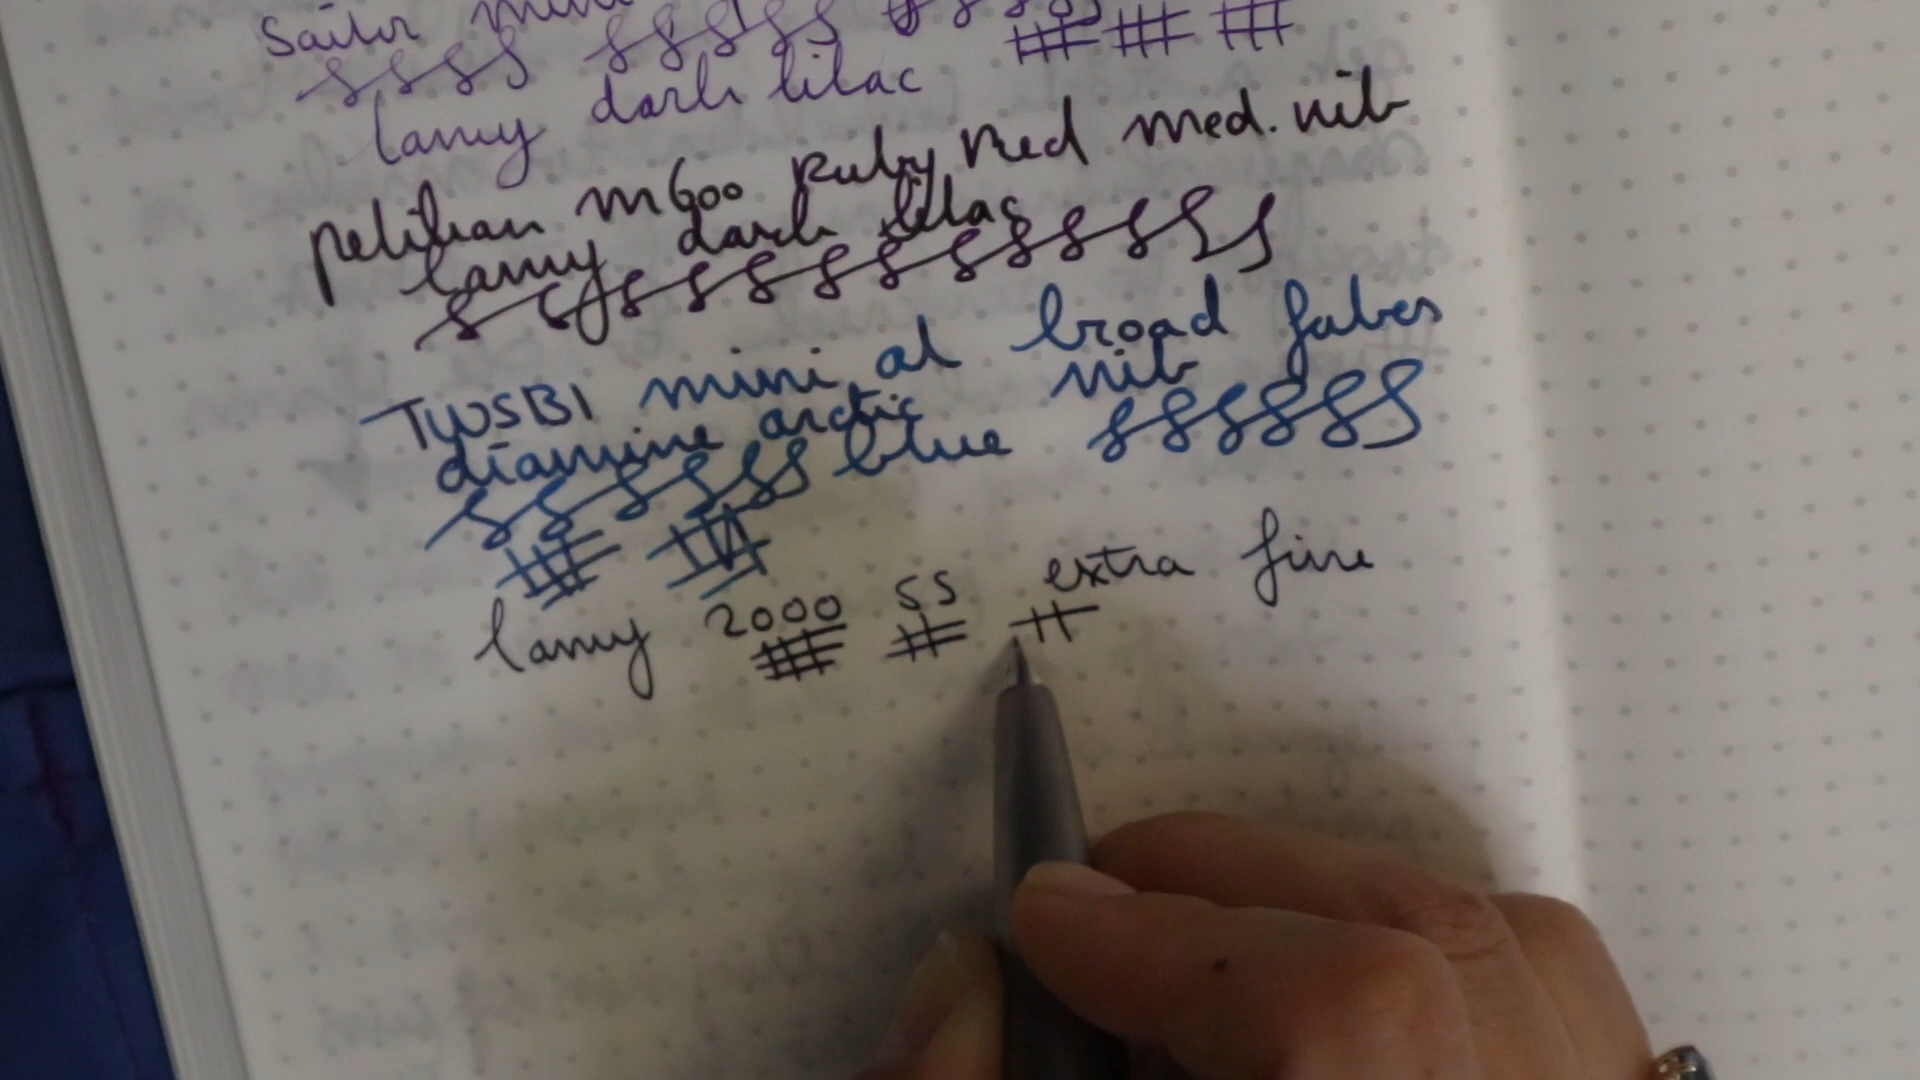 Sailor mini
lamy dark lilac
pelikan m600 Ruby Red med. nib
lamy dark lilac
TWSBI mini al broad faber
nib
diamine arctic
blue
lamy 2000 SS extra fine